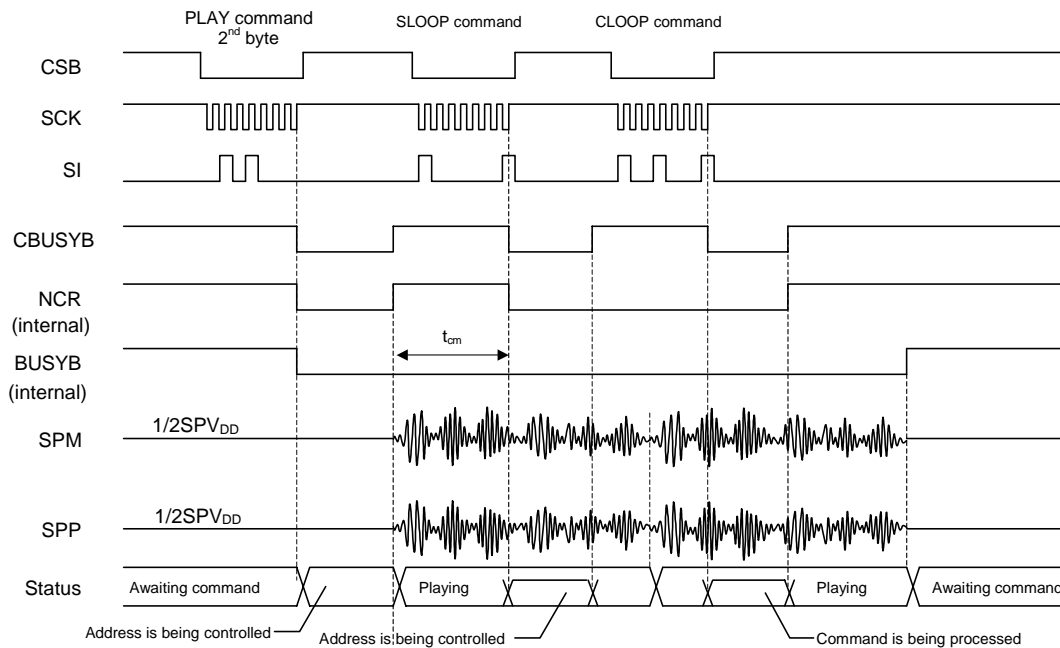 PLAY command
2nd byte
SLOOP command
CLOOP command
CSB
SCK
SI
CBUSYB
NCR
(internal)
tcm
BUSYB
(internal)
SPM
1/2SPVDD
SPP
1/2SPVDD
Status
Awaiting command
Playing
Playing
Awaiting command
Address is being controlled
Address is being controlled
Command is being processed